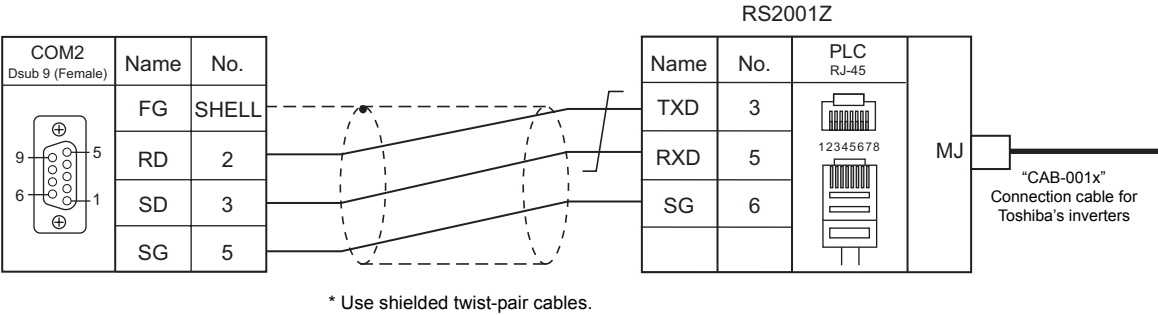 RS2001Z
COM2
Dsub 9 (Female)
Name No.
FG SHELL
RD 2
SD 3
SG 5
9 5
6 1
Name No.
TXD 3
RXD 5
SG 6
PLC
RJ-45
12345678
MJ
“CAB-001x”
Connection cable for
Toshiba’s inverters
* Use shielded twist-pair cables.